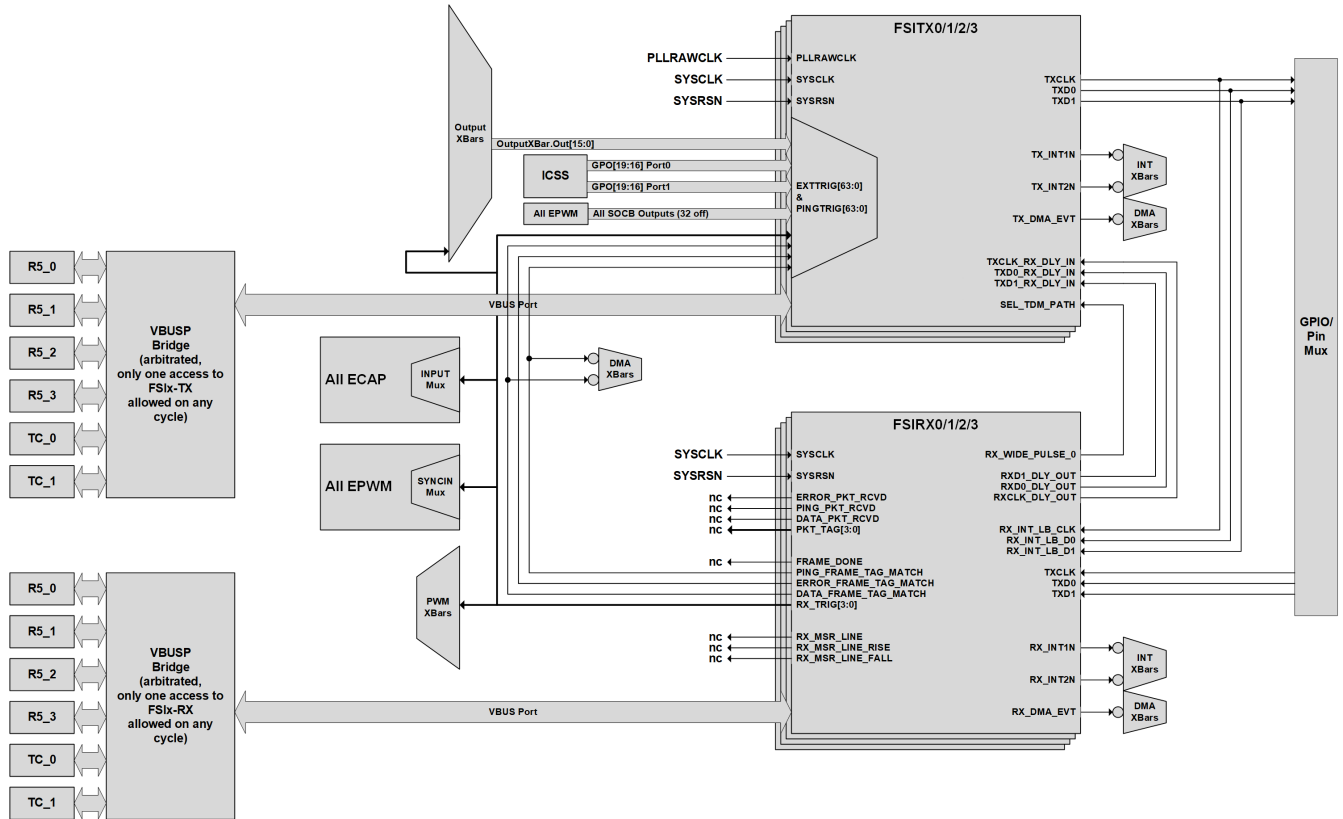 FSITX0/1/2/3
PLLRAWCLK
PLLRAWCLK
SYSCLK
SYSCLK
SYSRSN
SYSRSN
TXCLK
TXD0
TXD1
Output
XBars
OutputXBar.Out[15:0]
ICSS
GPO[19:16] Port0
GPO[19:16] Port1
All EPWM
All SOCB Outputs (32 off)
EXTTRIG[63:0]
&
PINGTRIG[63:0]
TX_INT1N
TX_INT2N
INT
XBars
TX_DMA_EVT
DMA
XBars
TXCLK_RX_DLY_IN
TXD0_RX_DLY_IN
TXD1_RX_DLY_IN
SEL_TDM_PATH
GPIO/
Pin
Mux
R5_0
R5_1
R5_2
R5_3
TC_0
TC_1
VBUSP
Bridge
(arbitrated,
only one access to
FSIx-TX
allowed on any
cycle)
VBUS Port
All ECAP
INPUT
Mux
DMA
XBars
All EPWM
SYNCIN
Mux
PWM
XBars
FSIRX0/1/2/3
SYSCLK
SYSCLK
SYSRSN
SYSRSN
nc
ERROR_PKT_RCVD
nc
PING_PKT_RCVD
nc
DATA_PKT_RCVD
nc
PKT_TAG[3:0]
nc
FRAME_DONE
PING_FRAME_TAG_MATCH
ERROR_FRAME_TAG_MATCH
DATA_FRAME_TAG_MATCH
RX_TRIG[3:0]
nc
RX_MSR_LINE
nc
RX_MSR_LINE_RISE
nc
RX_MSR_LINE_FALL
RX_WIDE_PULSE_0
RXD1_DLY_OUT
RXD0_DLY_OUT
RXCLK_DLY_OUT
RX_INT_LB_CLK
RX_INT_LB_D0
RX_INT_LB_D1
TXCLK
TXD0
TXD1
RX_INT1N
RX_INT2N
INT
XBars
RX_DMA_EVT
DMA
XBars
R5_0
R5_1
R5_2
R5_3
TC_0
TC_1
VBUSP
Bridge
(arbitrated,
only one access to
FSIx-RX
allowed on any
cycle)
VBUS Port